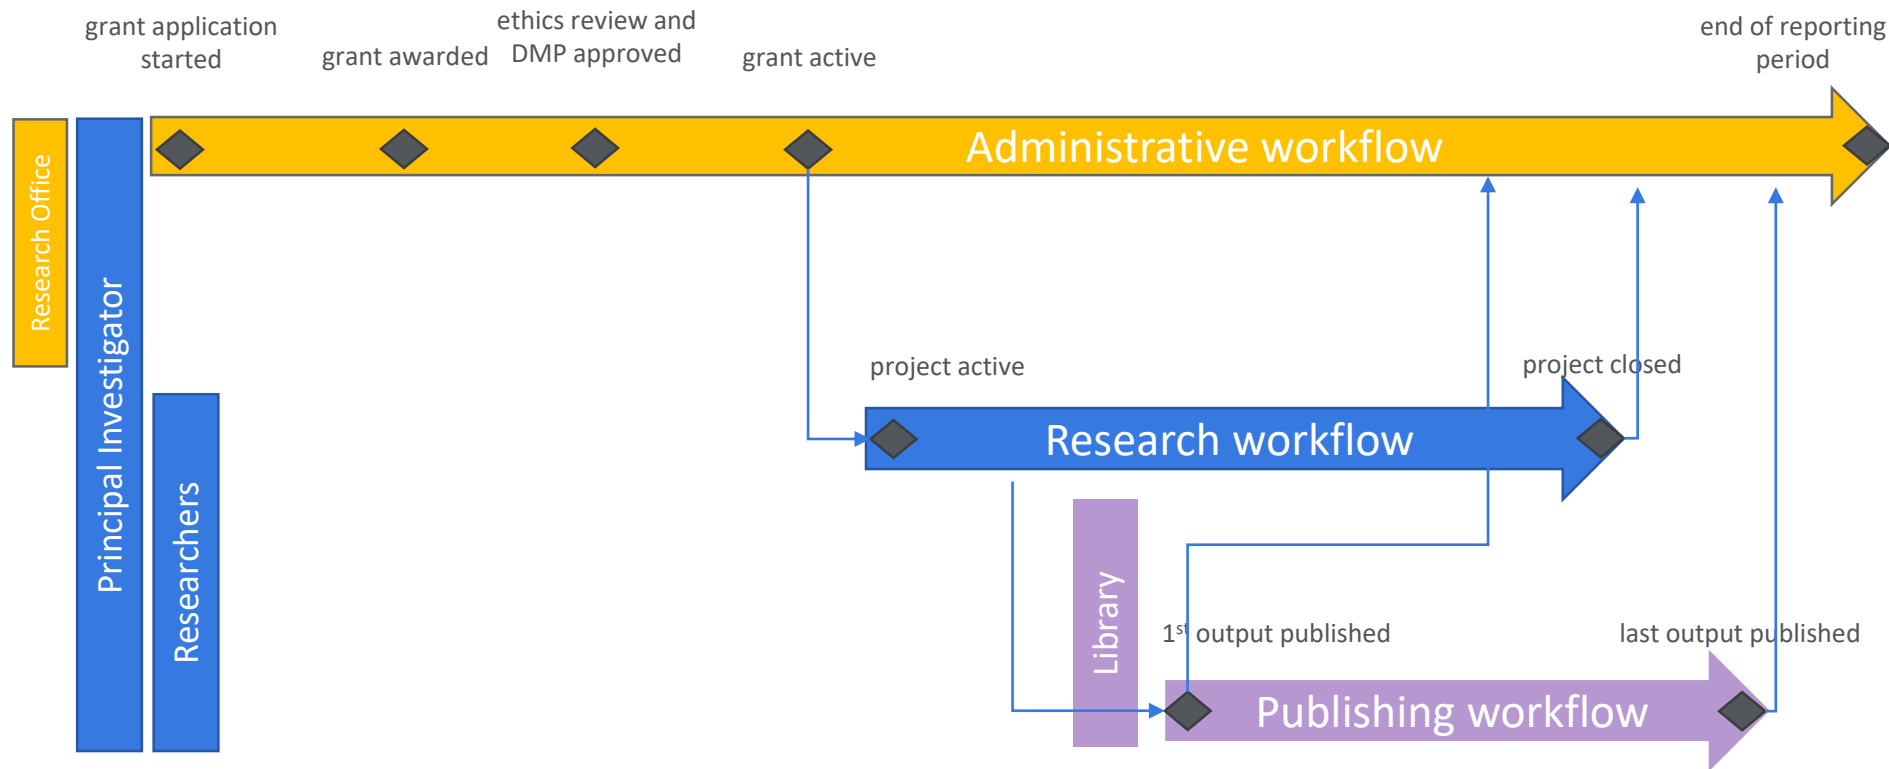 grant application
started
grant awarded
ethics review and
DMP approved
grant active
end of reporting
period
Administrative workflow
Research Office
Principal Investigator
Researchers
project active
project closed
Research workflow
Library
1st output published
last output published
Publishing workflow